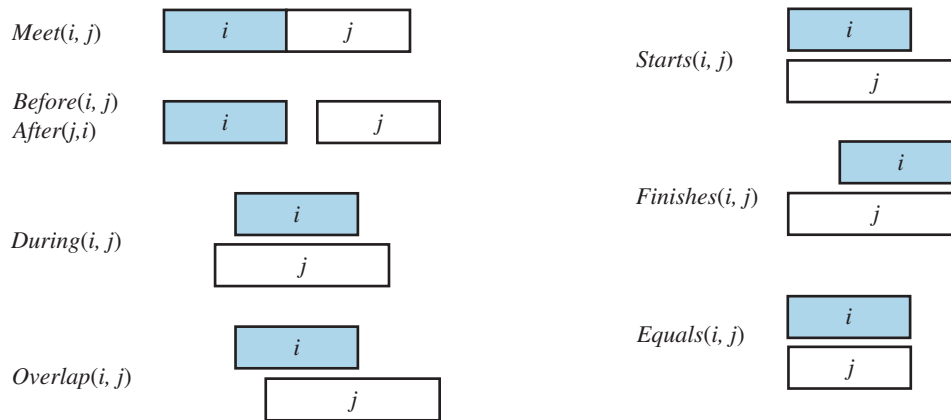 Meet(i, j)
i
j
Before(i, j)
After(j,i)
i
j
During(i, j)
i
j
Overlap(i, j)
i
j
Starts(i, j)
i
j
Finishes(i, j)
i
j
Equals(i, j)
i
j